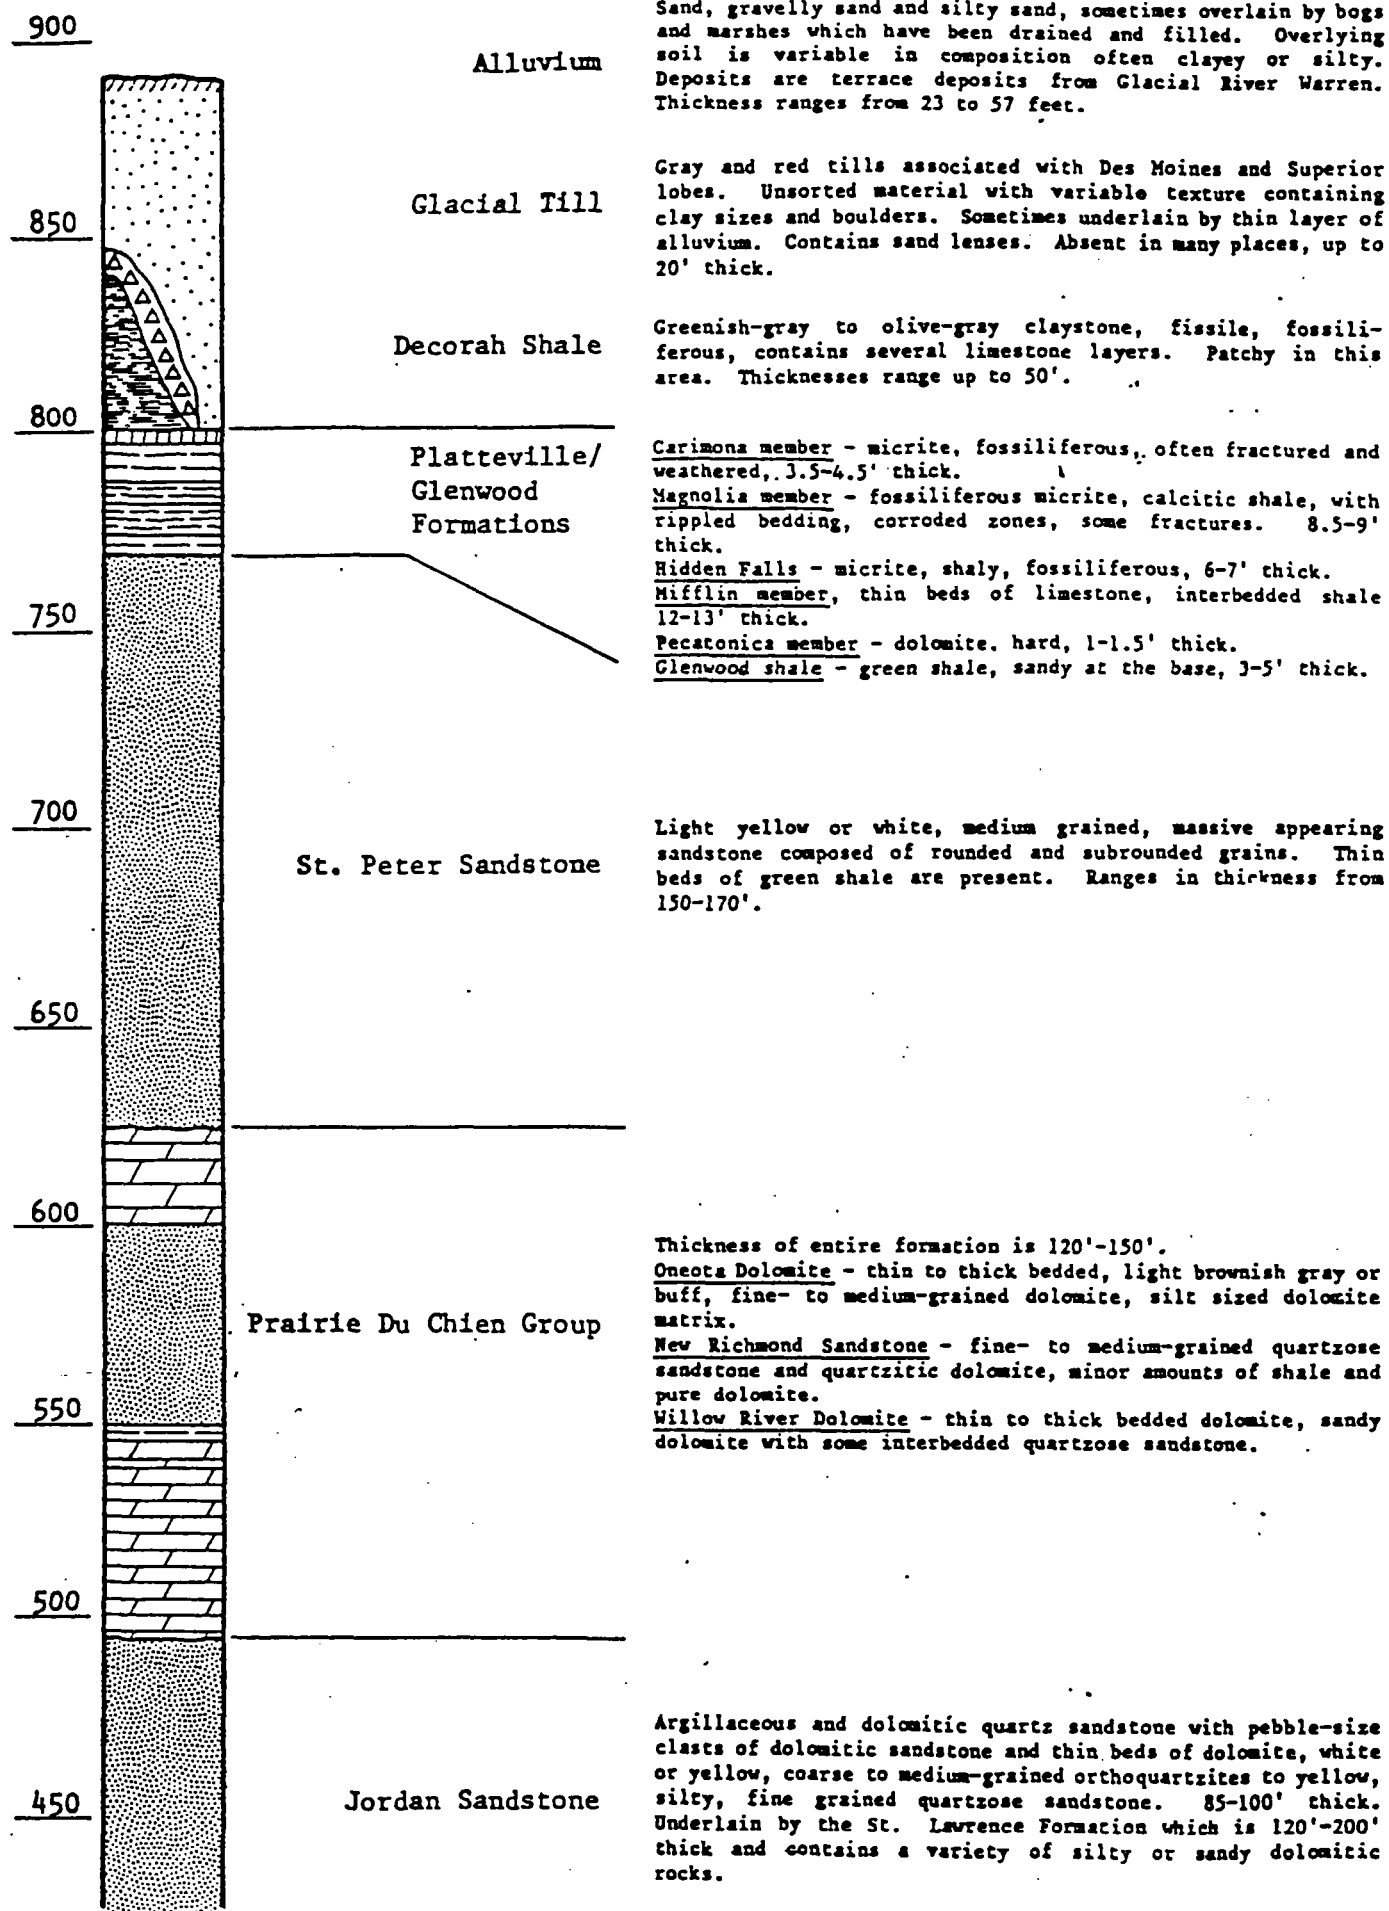 900
Alluvium
Sand, gravelly sand and silty sand, sometimes overlain by bogs
and marshes which have been drained and filled. Overlying
soil is variable in composition often clayey or silty.
Deposits are terrace deposits from Glacial River Warren.
Thickness ranges from 23 to 57 feet.
850
Glacial Till
Gray and red tills associated with Des Moines and Superior
lobes. Unsorted material with variable texture containing
clay sizes and boulders. Sometimes underlain by thin layer of
alluvium. Contains sand lenses. Absent in many places, up to
20' thick.
Decorah Shale
Greenish-gray to olive-gray claystone, fissile, fossili-
ferous, contains several limestone layers. Patchy in this
area. Thicknesses range up to 50'.
800
Platteville/
Glenwood
Formations
Carimona member - micrite, fossiliferous, often fractured and
weathered, 3.5-4.5' thick.
Magnolia member - fossiliferous micrite, calcitic shale, with
rippled bedding, corroded zones, some fractures. 8.5-9'
thick.
Hidden Falls - micrite, shaly, fossiliferous, 6-7' thick.
Mifflin member, thin beds of limestone, interbedded shale
12-13' thick.
Pecatonica member - dolomite. hard, 1-1.5' thick.
Glenwood shale - green shale, sandy at the base, 3-5' thick.
750
700
St. Peter Sandstone
Light yellow or white, medium grained, massive appearing
sandstone composed of rounded and subrounded grains. Thin
beds of green shale are present. Ranges in thickness from
150-170'.
650
600
Prairie Du Chien Group
Thickness of entire formation is 120'-150'.
Oneota Dolomite - thin to thick bedded, light brownish gray or
buff, fine- to medium-grained dolomite, silt sized dolomite
matrix.
New Richmond Sandstone - fine- to medium-grained quartzose
sandstone and quartzitic dolomite, minor amounts of shale and
pure dolomite.
Willow River Dolomite - thin to thick bedded dolomite, sandy
dolomite with some interbedded quartzose sandstone.
550
500
450
Jordan Sandstone
Argillaceous and dolomitic quartz sandstone with pebble-size
clasts of dolomitic sandstone and thin beds of dolomite, white
or yellow, coarse to medium-grained orthoquartzites to yellow,
silty, fine grained quartzose sandstone. 85-100' thick.
Underlain by the St. Lawrence Formation which is 120'-200'
thick and contains a variety of silty or sandy dolomitic
rocks.